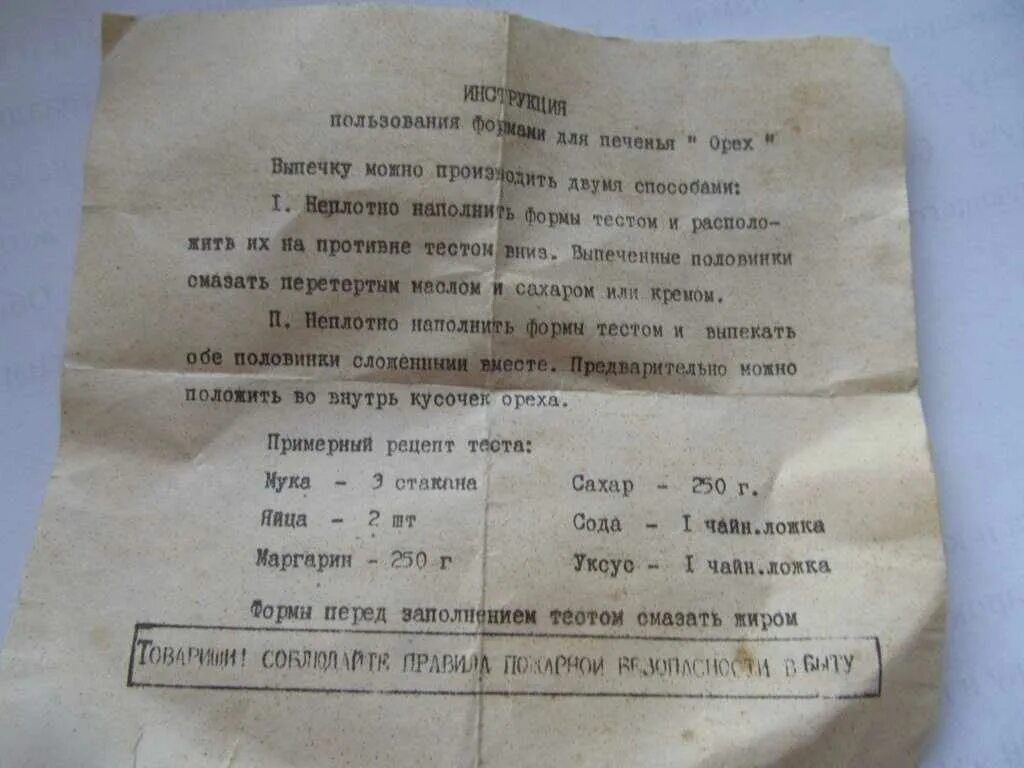 ИНСТРУКЦИЯ
пользования формами для печенья " Орех "
Выпечку можно производить двумя способами:
I. Неплотно наполнить формы тестом и располо-
жить их на противне тестом вниз. Выпеченные половинки
смазать перетертым маслом и сахаром или кремом.
П. Неплотно наполнить формы тестом и выпекать
обе половинки сложенными вместе. Предварительно можно
положить во внутрь кусочек ореха.
Примерный рецепт теста:
Мука - 3 стакана Сахар - 250 г.
Яйца - 2 шт Сода - I чайн.ложка
Маргарин - 250 г Уксус - I чайн.ложка
Формы перед заполнением тестом смазать жиром
ТОВАРИЩИ! СОБЛЮДАЙТЕ ПРАВИЛА ПОЖАРНОЙ БЕЗОПАСНОСТИ В БЫТУ